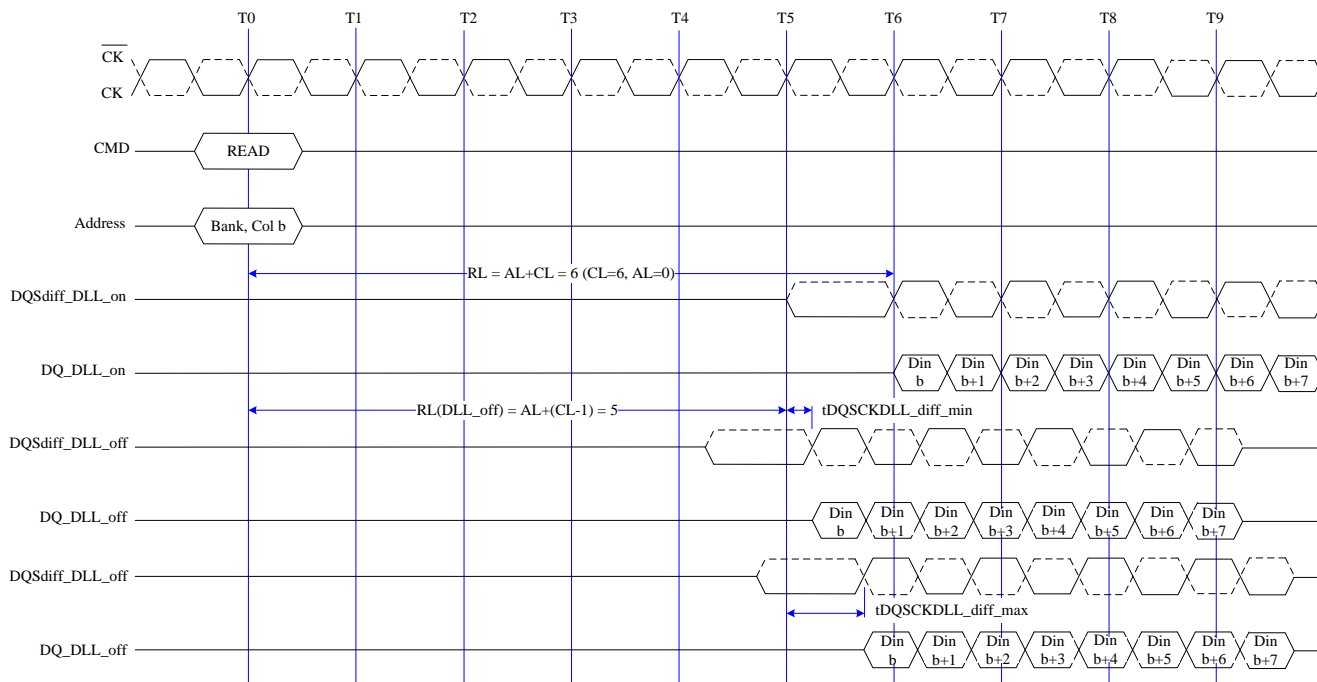 T0 T1 T2 T3 T4 T5 T6 T7 T8 T9
CK
CK
CMD READ
Address Bank, Col b
RL = AL+CL = 6 (CL=6, AL=0)
DQSdiff_DLL_on
DQ_DLL_on Din b Din b+1 Din b+2 Din b+3 Din b+4 Din b+5 Din b+6 Din b+7
RL(DLL_off) = AL+(CL-1) = 5 tDQSCKDLL_diff_min
DQSdiff_DLL_off
DQ_DLL_off Din b Din b+1 Din b+2 Din b+3 Din b+4 Din b+5 Din b+6 Din b+7
DQSdiff_DLL_off
tDQSCKDLL_diff_max
DQ_DLL_off Din b Din b+1 Din b+2 Din b+3 Din b+4 Din b+5 Din b+6 Din b+7